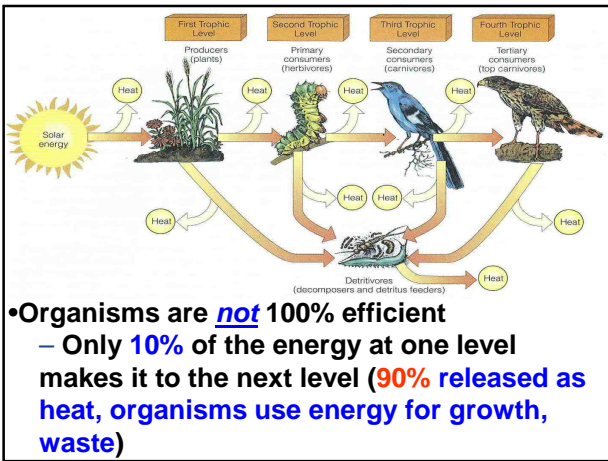 First Trophic Level
Second Trophic Level
Third Trophic Level
Fourth Trophic Level
Producers (plants)
Primary consumers (herbivores)
Secondary consumers (carnivores)
Tertiary consumers (top carnivores)
Heat
Heat
Heat
Heat
Solar energy
Heat
Heat
Heat
Heat
Heat
Detritivores
(decomposers and detritus feeders)
•Organisms are not 100% efficient
– Only 10% of the energy at one level
makes it to the next level (90% released as
heat, organisms use energy for growth,
waste)